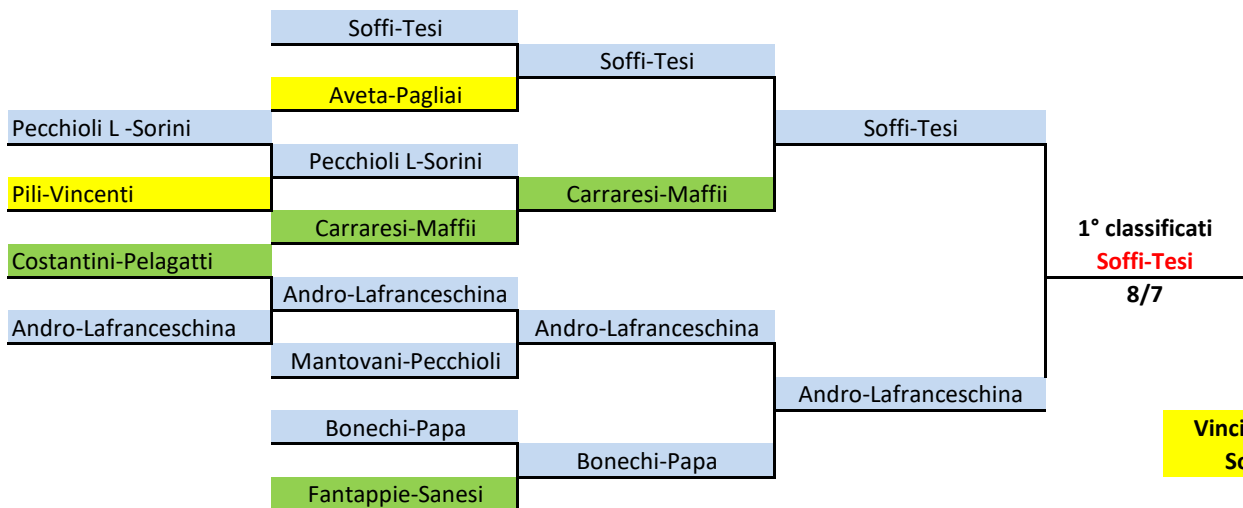 Soffi-Tesi
Soffi-Tesi
Aveta-Pagliai
Pecchioli L -Sorini
Soffi-Tesi
Pecchioli L-Sorini
Pili-Vincenti
Carraresi-Maffii
Carraresi-Maffii
1° classificati
Costantini-Pelagatti
Soffi-Tesi
Andro-Lafranceschina
8/7
Andro-Lafranceschina
Andro-Lafranceschina
Mantovani-Pecchioli
Andro-Lafranceschina
Bonechi-Papa
Vinci
Bonechi-Papa
So
Fantappie-Sanesi